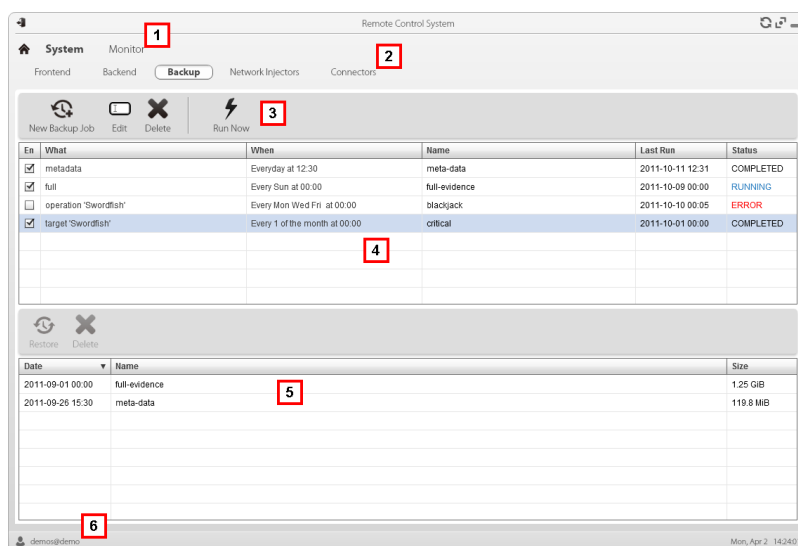 Remote Control System
1
System Monitor
2
Frontend Backend Backup Network Injectors Connectors
3
New Backup Job Edit Delete Run Now
En What When Name Last Run Status
metadata Everyday at 12:30 meta-data 2011-10-11 12:31 COMPLETED
full Every Sun at 00:00 full-evidence 2011-10-09 00:00 RUNNING
operation 'Swordfish' Every Mon Wed Fri at 00:00 blackjack 2011-10-10 00:05 ERROR
target 'Swordfish' Every 1 of the month at 00:00 critical 2011-10-01 00:00 COMPLETED
4
Restore Delete
Date Name Size
2011-09-01 00:00 full-evidence 1.25 GiB
5
2011-09-26 15:30 meta-data 119.8 MiB
6
demos@demo Mon, Apr 2 14:24:0